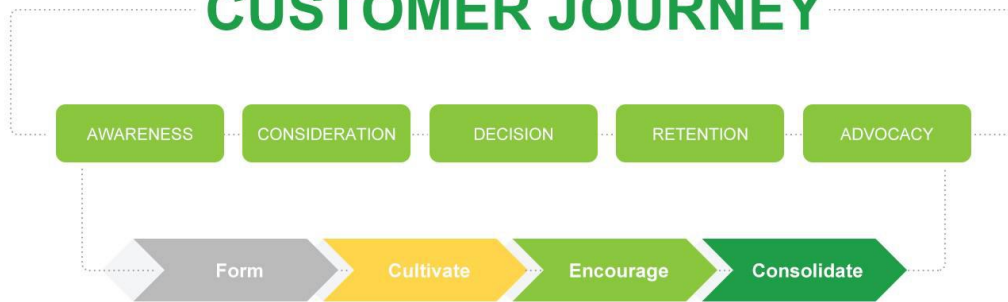 CUSTOMER JOURNEY
AWARENESS CONSIDERATION DECISION RETENTION ADVOCACY
Form Cultivate Encourage Consolidate